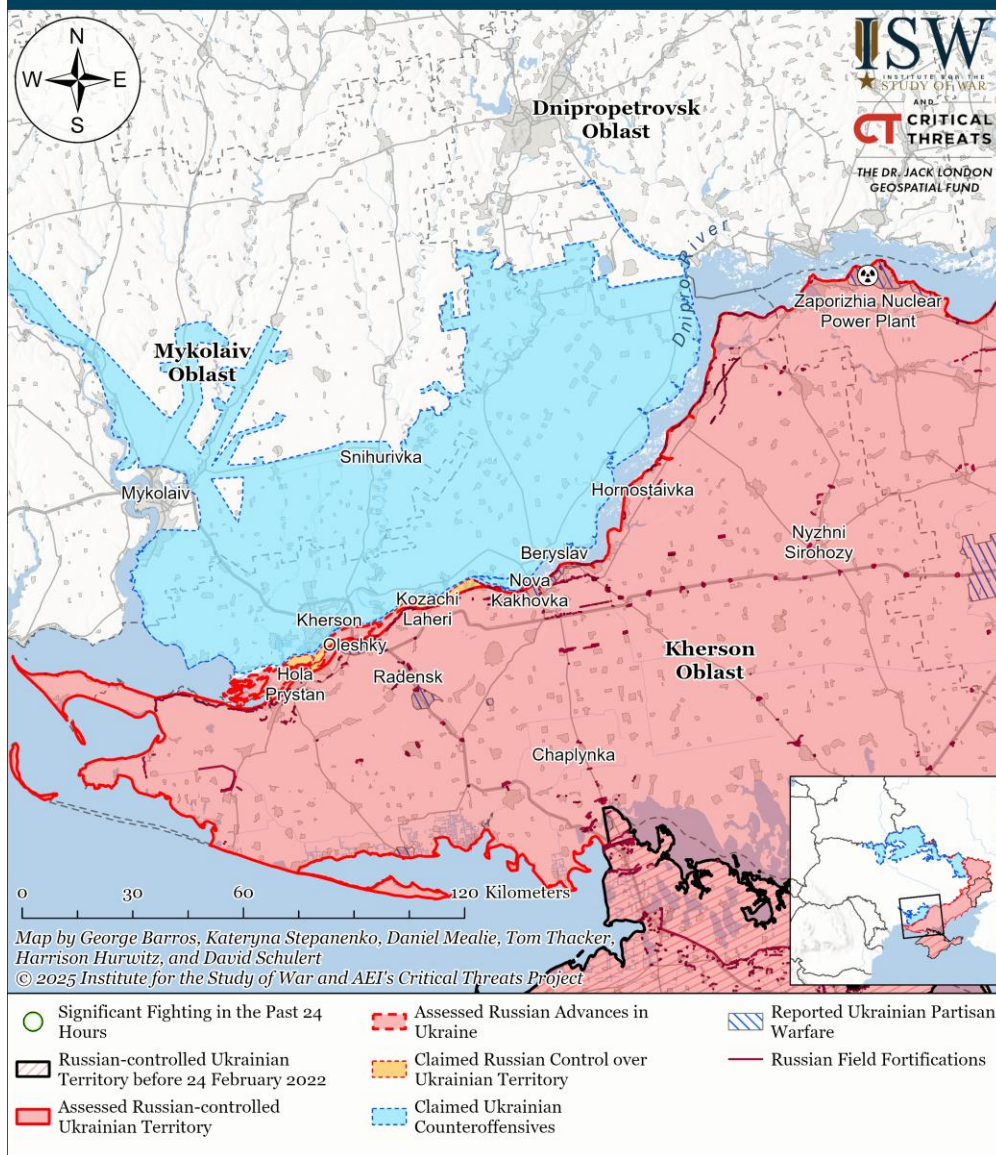 N
W E
S
ISW
INSTITUTE FOR THE
STUDY OF WAR
AND
CT CRITICAL
THREATS
THE DR. JACK LONDON
GEOSPATIAL FUND
Dnipropetrovsk
Oblast
Dnipro River
Zaporizhia Nuclear
Power Plant
Mykolaiv
Oblast
Snihurivka
Mykolaiv
Hornostaivka
Nyzhni
Sirohozy
Beryslav
Nova
Kakhovka
Kozachi
Laheri
Kherson
Oleshky
Kherson
Oblast
Hola
Prystan
Radensk
Chaplynka
0 30 60 120 Kilometers
Map by George Barros, Kateryna Stepanenko, Daniel Mealie, Tom Thacker,
Harrison Hurwitz, and David Schulert
© 2025 Institute for the Study of War and AEI's Critical Threats Project
Significant Fighting in the Past 24
Hours
Russian-controlled Ukrainian
Territory before 24 February 2022
Assessed Russian-controlled
Ukrainian Territory
Assessed Russian Advances in
Ukraine
Claimed Russian Control over
Ukrainian Territory
Claimed Ukrainian
Counteroffensives
Reported Ukrainian Partisan
Warfare
Russian Field Fortifications